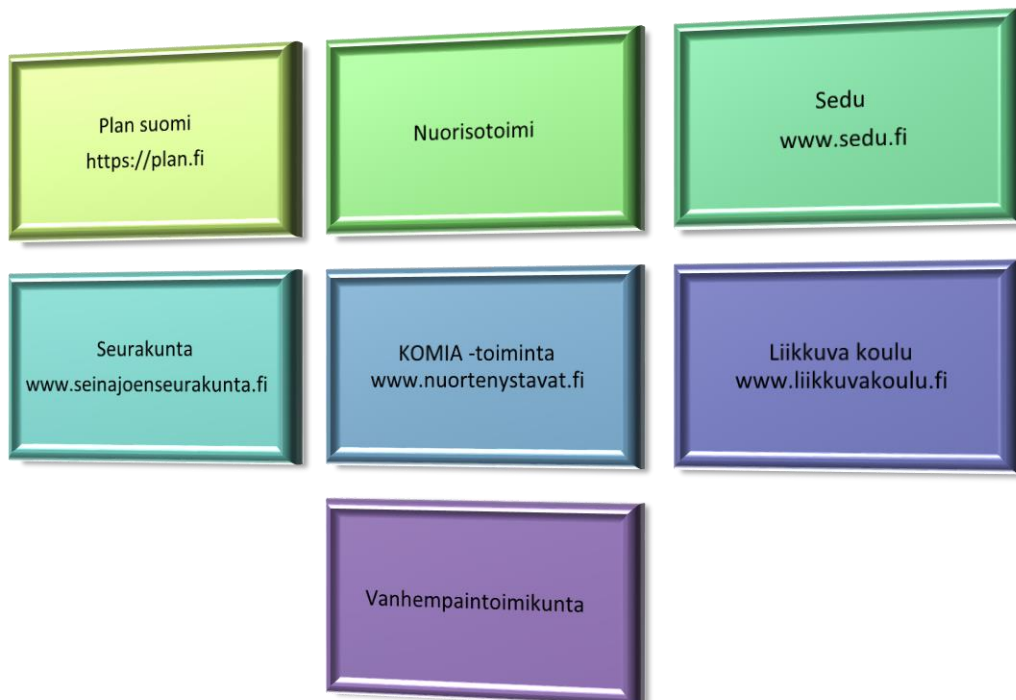 Plan suomi
https://plan.fi
Nuorisotoimi
Sedu
www.sedu.fi
Seurakunta
www.seinajoenseurakunta.fi
KOMIA -toiminta
www.nuortenystavat.fi
Liikkuva koulu
www.liikkuvakoulu.fi
Vanhempaintoimikunta